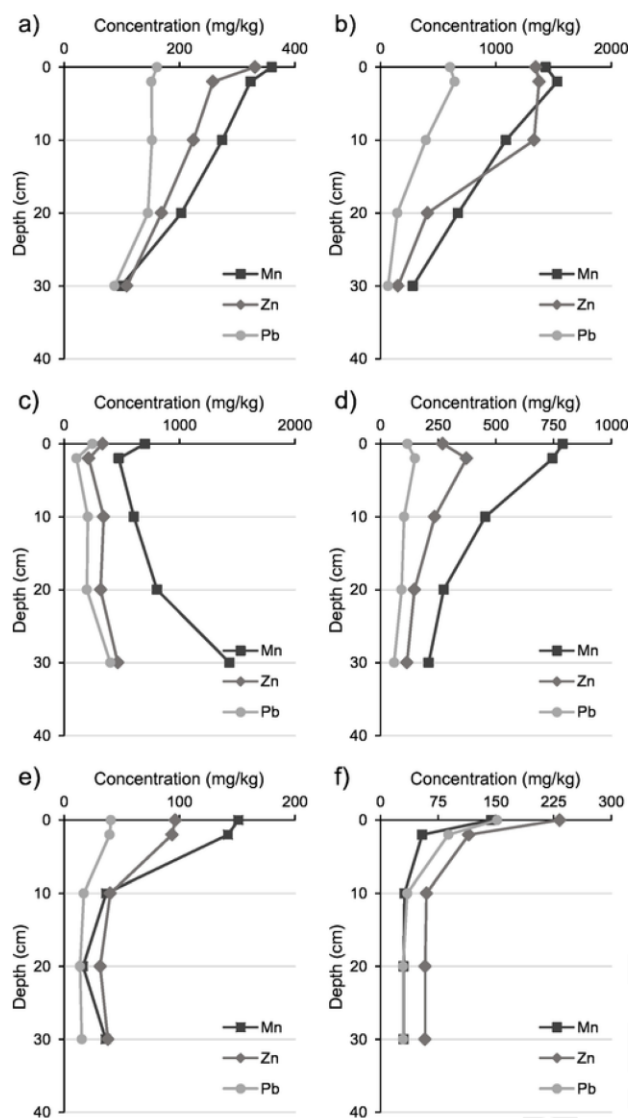 a) Concentration (mg/kg)
0 200 400
0
10
20
30
40
Depth (cm)
Mn
Zn
Pb
b) Concentration (mg/kg)
0 1000 2000
0
10
20
30
40
Depth (cm)
Mn
Zn
Pb
c) Concentration (mg/kg)
0 1000 2000
0
10
20
30
40
Depth (cm)
Mn
Zn
Pb
d) Concentration (mg/kg)
0 250 500 750 1000
0
10
20
30
40
Depth (cm)
Mn
Zn
Pb
e) Concentration (mg/kg)
0 100 200
0
10
20
30
40
Depth (cm)
Mn
Zn
Pb
f) Concentration (mg/kg)
0 75 150 225 300
0
10
20
30
40
Depth (cm)
Mn
Zn
Pb